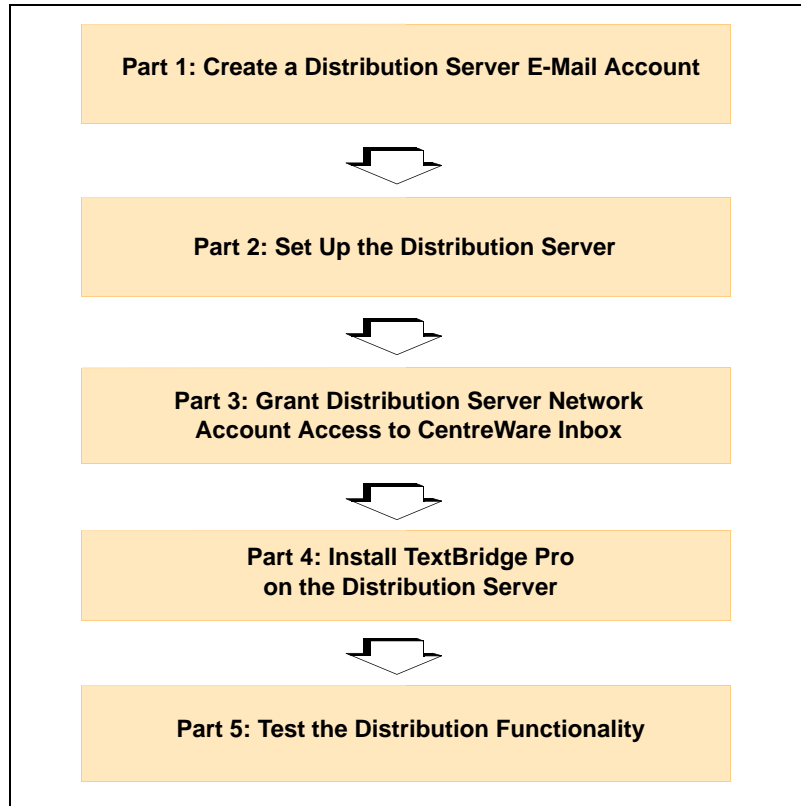 Part 1: Create a Distribution Server E-Mail Account
Part 2: Set Up the Distribution Server
Part 3: Grant Distribution Server Network
Account Access to CentreWare Inbox
Part 4: Install TextBridge Pro
on the Distribution Server
Part 5: Test the Distribution Functionality